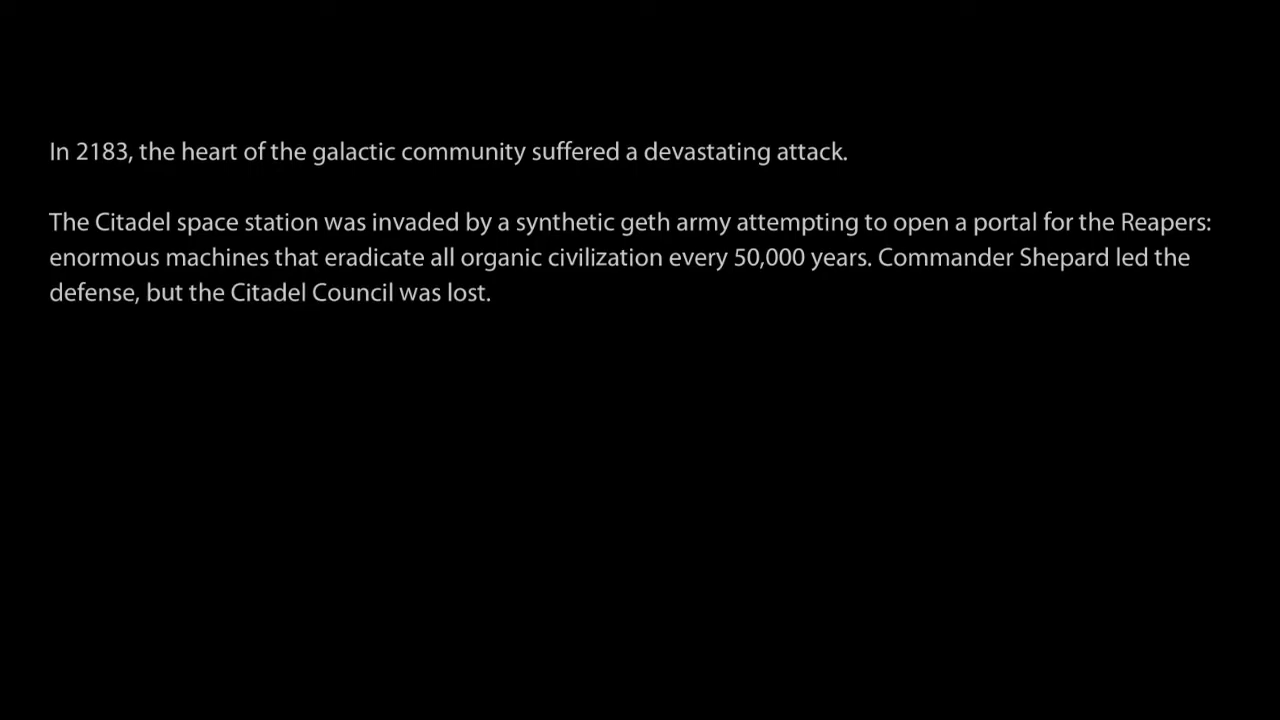 In 2183, the heart of the galactic community suffered a devastating attack.
The Citadel space station was invaded by a synthetic geth army attempting to open a portal for the Reapers:
enormous machines that eradicate all organic civilization every 50,000 years. Commander Shepard led the
defense, but the Citadel Council was lost.